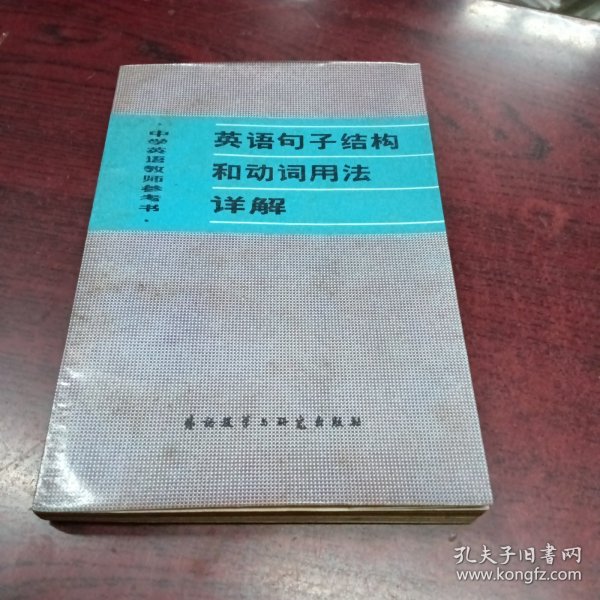 ·中学英语教师参考书·
英语句子结构
和动词用法
详解
外语教学与研究出版社
孔夫子旧书网
www.kongfz.com